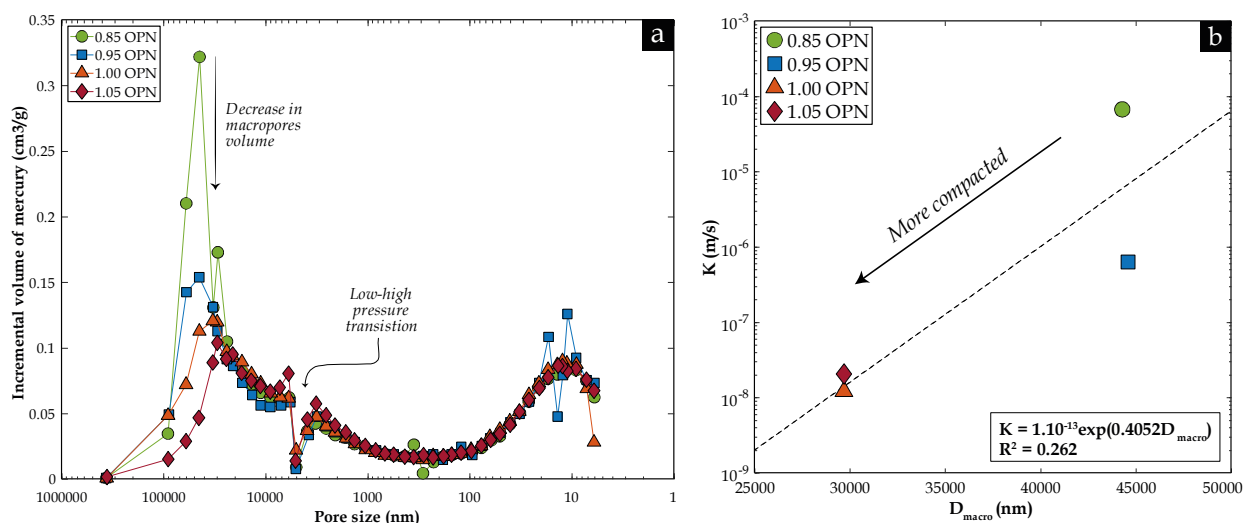 a
0.85 OPN
0.95 OPN
1.00 OPN
1.05 OPN
Decrease in
macropores
volume
Low-high
pressure
transistion
Incremental volume of mercury (cm3/g)
0.35
0.3
0.25
0.2
0.15
0.1
0.05
0
1000000 100000 10000 1000 100 10 1
Pore size (nm)
b
0.85 OPN
0.95 OPN
1.00 OPN
1.05 OPN
More compacted
K (m/s)
10-3
10-4
10-5
10-6
10-7
10-8
10-9
K = 1.10-13exp(0.4052Dmacro)
R2 = 0.262
25000 30000 35000 40000 45000 50000
Dmacro (nm)